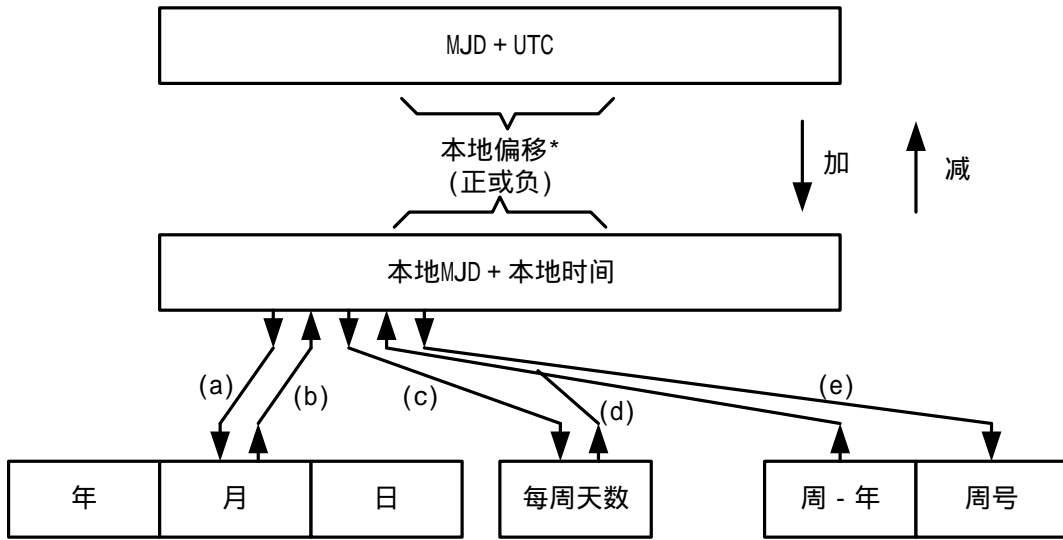 MJD + UTC
本地偏移*
(正或负)
加
减
本地MJD + 本地时间
(a)
(b)
(c)
(d)
(e)
年
月
日
每周天数
周 - 年
周号